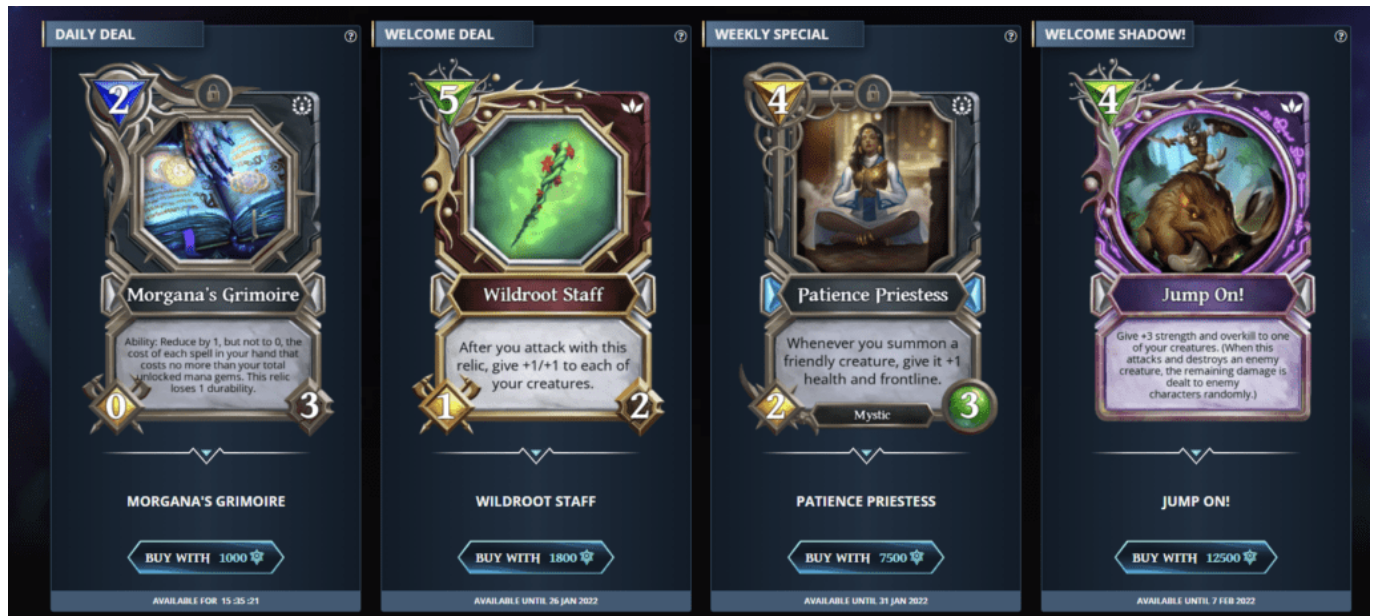 DAILY DEAL
2
Morgana's Grimoire
Ability: Reduce by 1, but not to 0, the
cost of each spell in your hand that
costs no more than your total
unlocked mana gems. This relic
loses 1 durability.
0
3
MORGANA'S GRIMOIRE
BUY WITH 1000
AVAILABLE FOR 15:35:21
WELCOME DEAL
5
Wildroot Staff
After you attack with this
relic, give +1/+1 to each of
your creatures.
1
2
WILDROOT STAFF
BUY WITH 1800
AVAILABLE UNTIL 26 JAN 2022
WEEKLY SPECIAL
4
Patience Priestess
Whenever you summon a
friendly creature, give it +1
health and frontline.
2
Mystic
3
PATIENCE PRIESTESS
BUY WITH 7500
AVAILABLE UNTIL 31 JAN 2022
WELCOME SHADOW!
4
Jump On!
Give +3 strength and overkill to one
of your creatures. (When this
attacks and destroys an enemy
creature, the remaining damage is
dealt to enemy
characters randomly.)
JUMP ON!
BUY WITH 12500
AVAILABLE UNTIL 7 FEB 2022